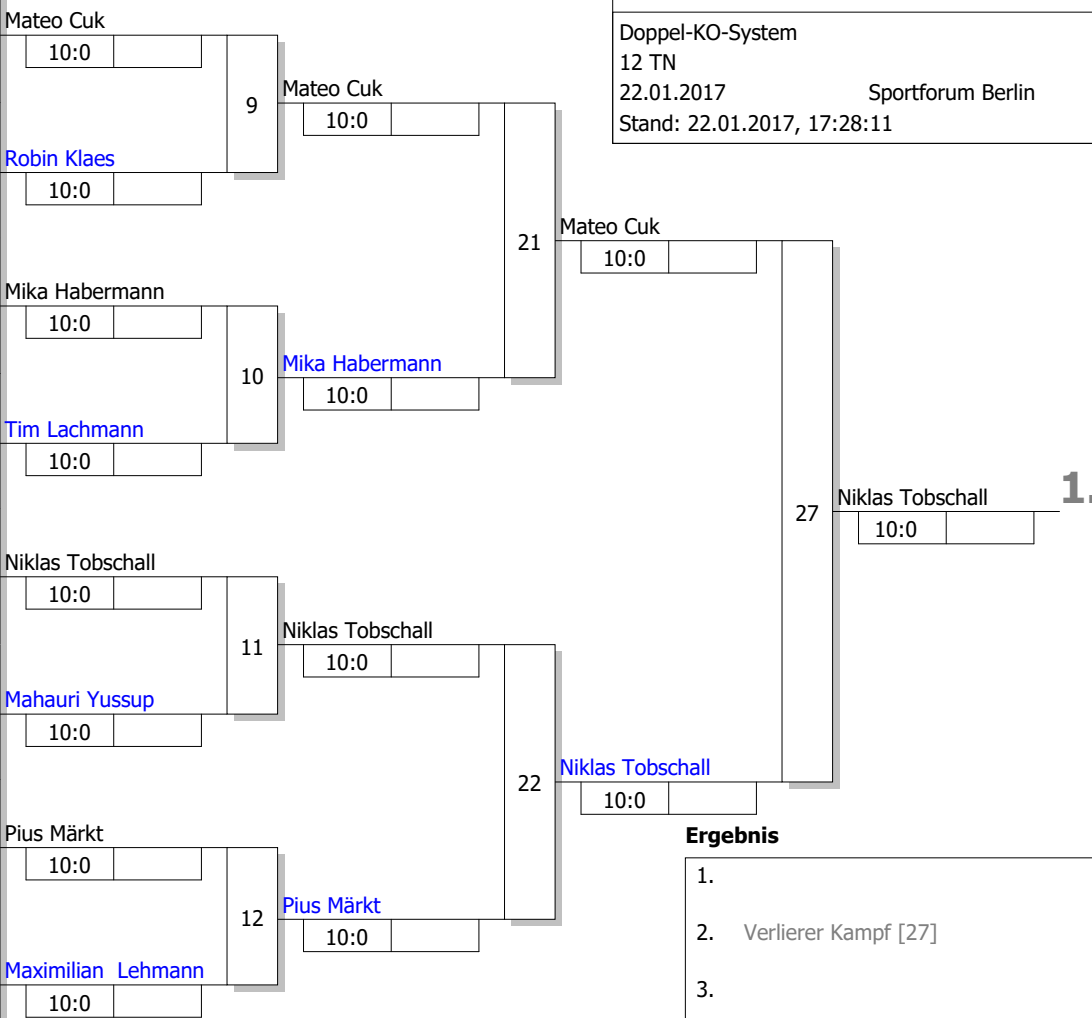 Mateo Cuk
10:0
9
Robin Klaes
10:0
Mateo Cuk
10:0
Mika Habermann
10:0
10
Tim Lachmann
10:0
Mika Habermann
10:0
21
Mateo Cuk
10:0
Niklas Tobschall
10:0
11
Mahauri Yussup
10:0
Niklas Tobschall
10:0
Pius Märkt
10:0
12
Maximilian Lehmann
10:0
Pius Märkt
10:0
22
Niklas Tobschall
10:0
27
Niklas Tobschall
10:0
1.
Doppel-KO-System
12 TN
22.01.2017 Sportforum Berlin
Stand: 22.01.2017, 17:28:11
Ergebnis
1.
2. Verlierer Kampf [27]
3.